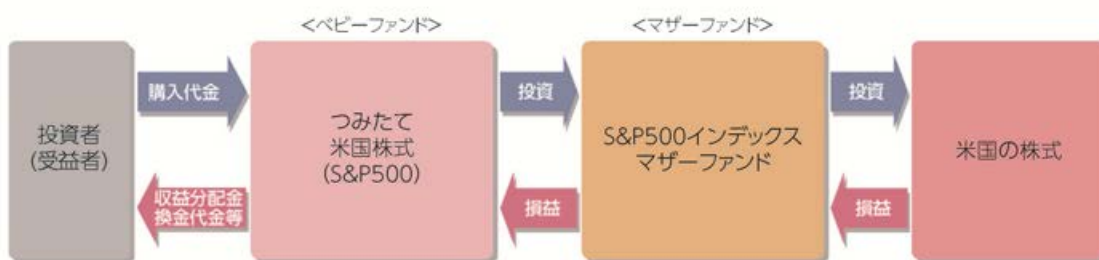 <ベビーファンド>
<マザーファンド>
投資者
(受益者)
購入代金
収益分配金
換金代金等
つみたて
米国株式
(S&P500)
投資
損益
S&P500インデックス
マザーファンド
投資
損益
米国の株式